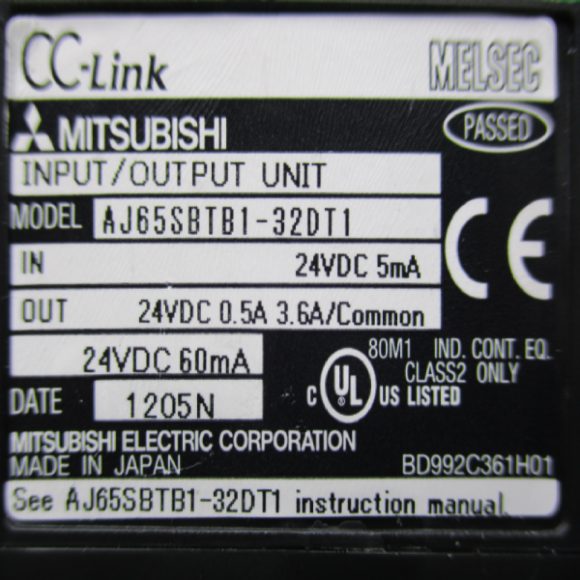 CC-Link MELSEC
MITSUBISHI PASSED
INPUT/OUTPUT UNIT
MODEL AJ65SBTB1-32DT1
CE
IN 24VDC 5mA
OUT 24VDC 0.5A 3.6A/Common
24VDC 60mA
80M1 IND. CONT. EQ.
CLASS2 ONLY
C UL ® US LISTED
DATE 1205N
MITSUBISHI ELECTRIC CORPORATION
MADE IN JAPAN BD992C361H01
See AJ65SBTB1-32DT1 instruction manual.